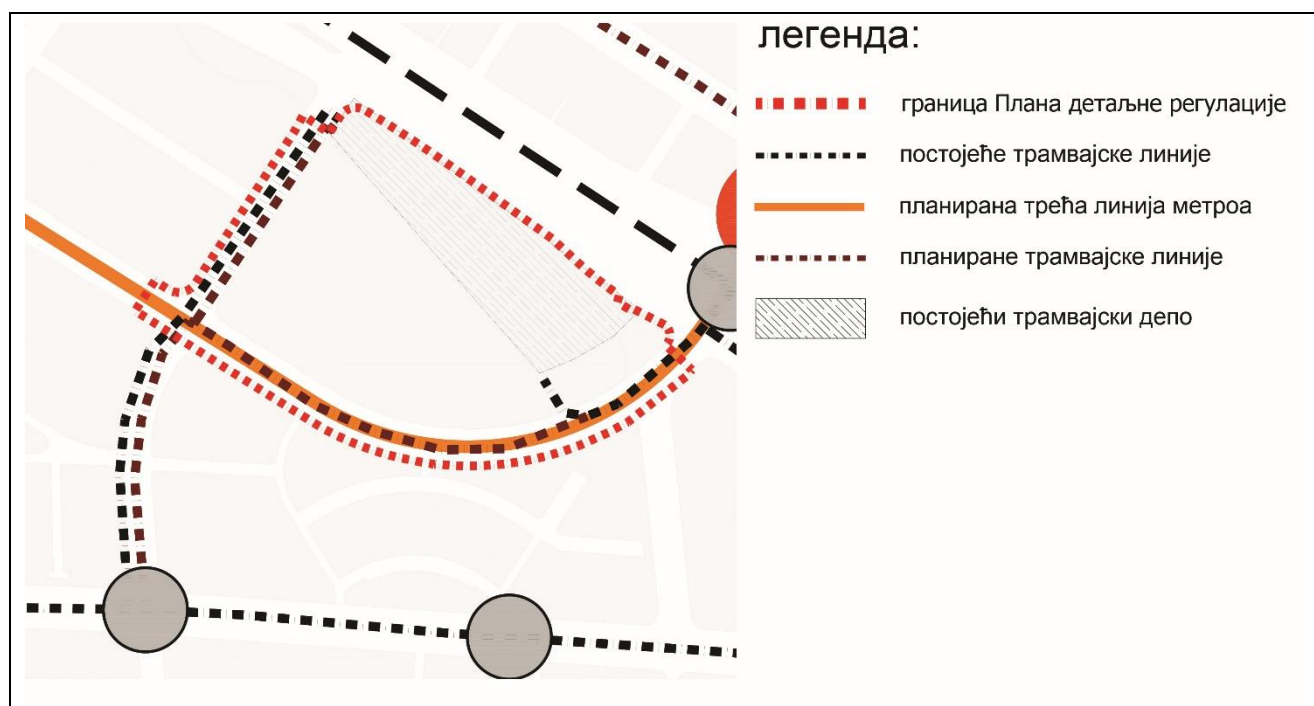 легенда:
граница Плана детаљне регулације
постојеће трамвајске линије
планирана трећа линија метроа
планиране трамвајске линије
постојећи трамвајски депо